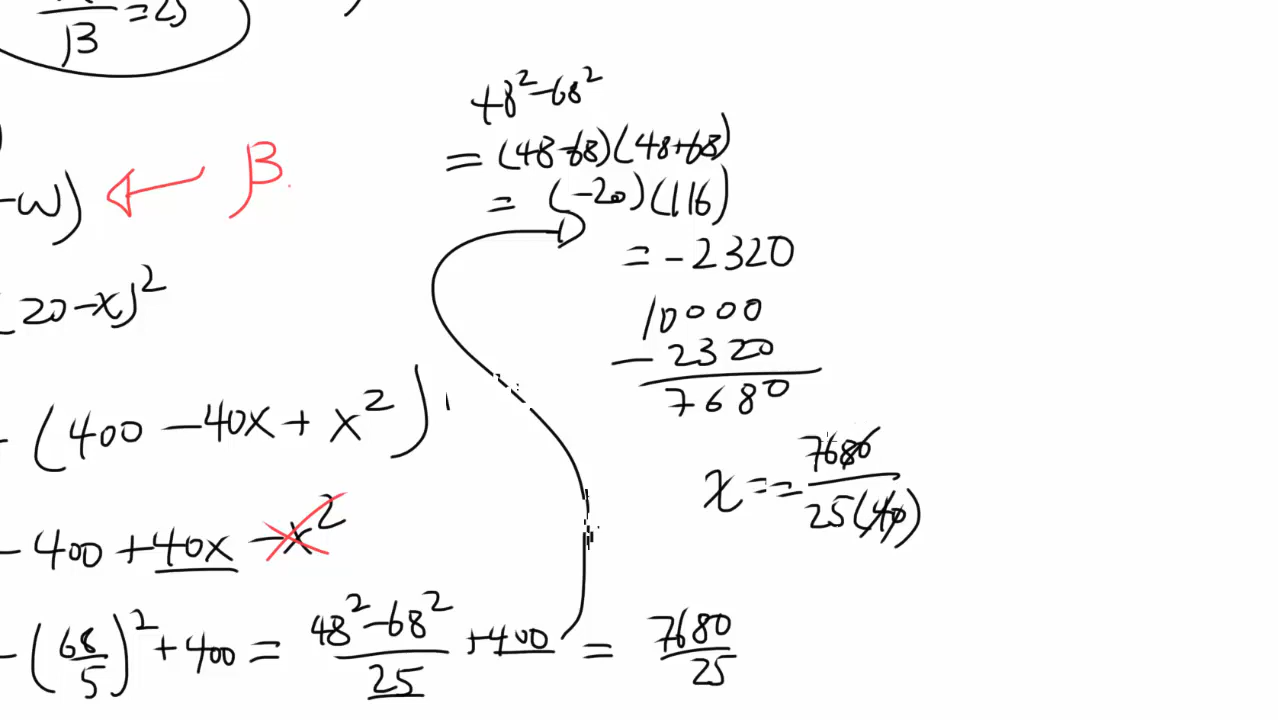 β = 25
48² - 68²
= (48-68)(48+68)
-w) ← β
= (-20)(116)
= -2320
20-x)²
10000
- 2320
7680
(400 - 40x + x²)
x = 7680 / 25(40)
- 400 + 40x - x²
- (68/5)² + 400 = (48² - 68²)/25 + 400 = 7680/25